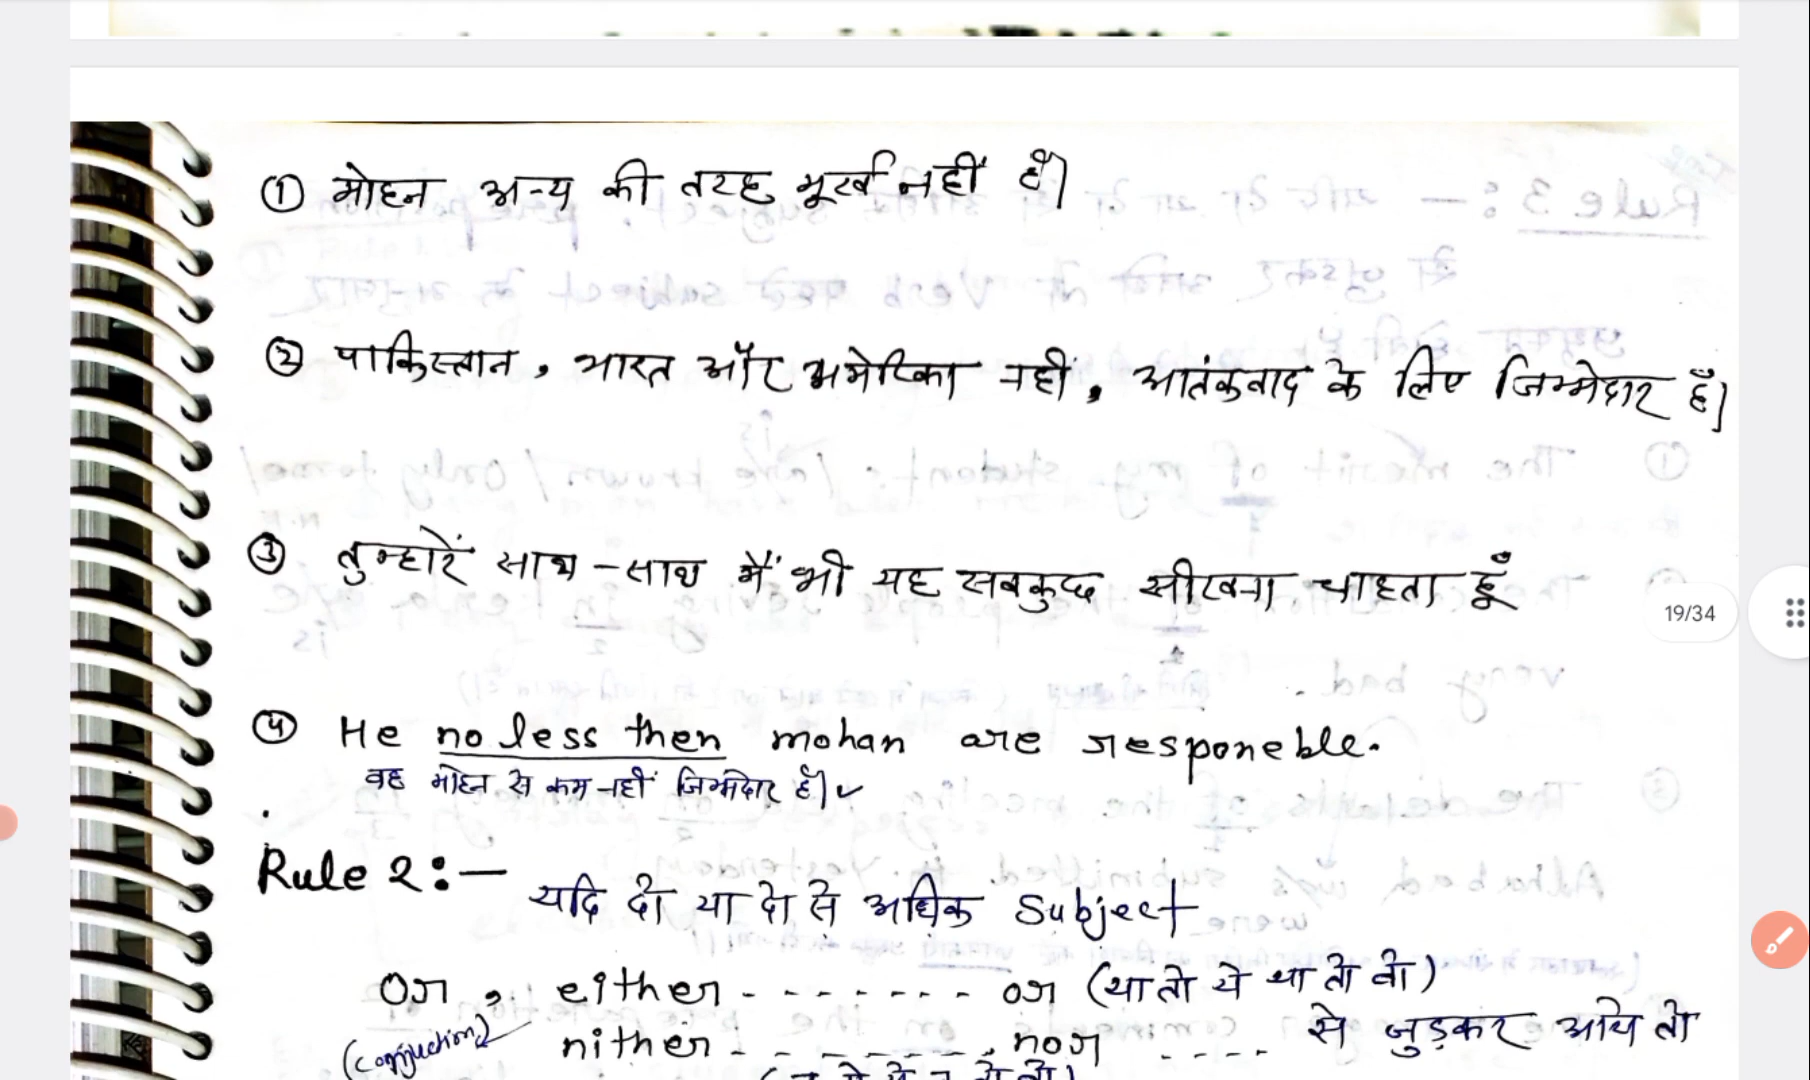 ① मोहन अन्य की तरह मूर्ख नहीं है।
② पाकिस्तान, भारत और अमेरिका नहीं, आतंकवाद के लिए जिम्मेदार हैं।
③ तुम्हारें साथ - साथ मैं भी यह सबकुछ सीखना चाहता हूँ
19/34
④ He no less then mohan are responeble.
वह मोहन से कम नहीं जिम्मेदार है। ✓
Rule 2:—
यदि दो या दो से अधिक Subject
Or, either - - - - - - - or (या तो ये या तो वो)
(conjuction) nither - - - - - - - , nor - - - - से जुड़कर आये तो